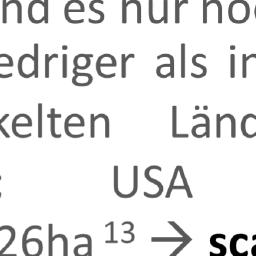 nd es nur noc
edriger als in
kelten Länd
: USA
26ha 13 → sca